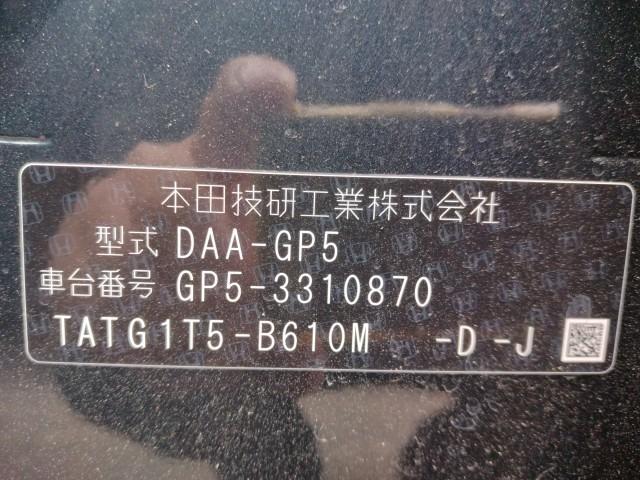 本田技研工業株式会社
型式 DAA-GP5
車台番号 GP5-3310870
TATG1T5-B610M -D -J